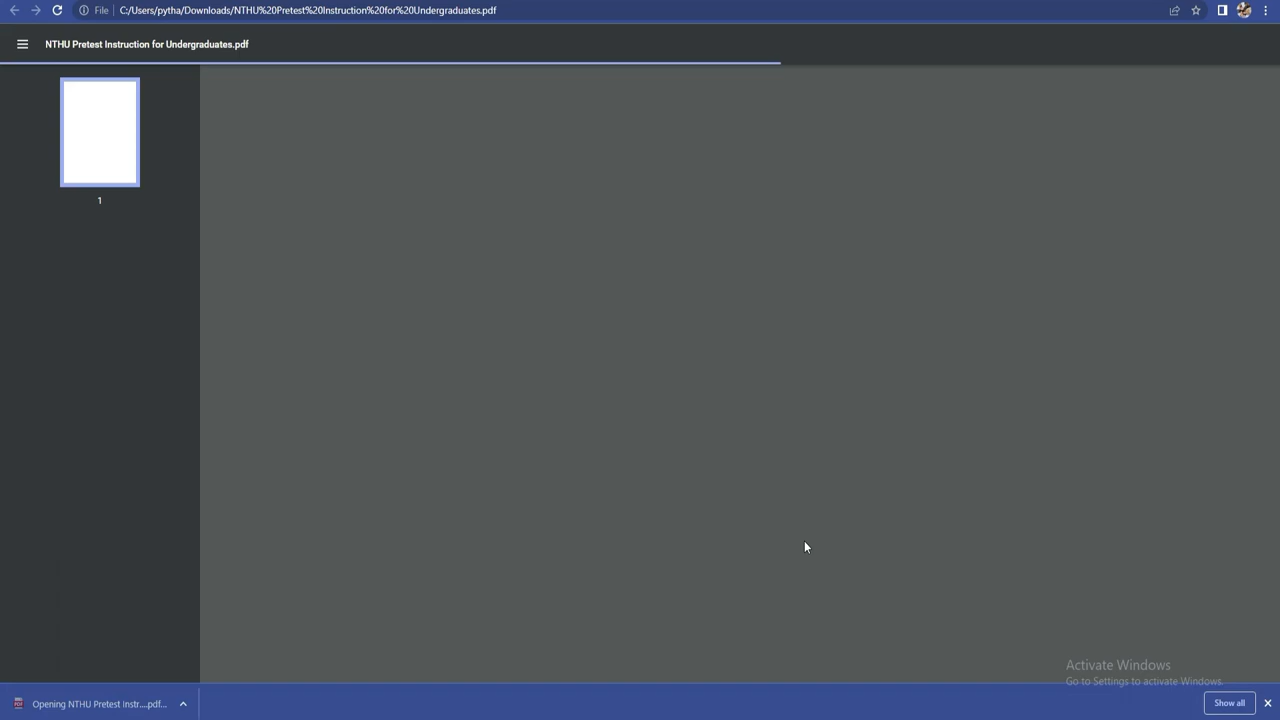 File
C:/Users/pytha/Downloads/NTHU%20Pretest%20Instruction%20for%20Undergraduates.pdf
NTHU Pretest Instruction for Undergraduates.pdf
1
Activate Windows
Go to Settings to activate Windows.
Opening NTHU Pretest Instr....pdf...
Show all